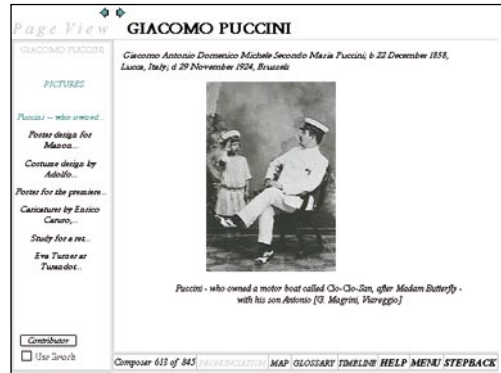 Page View
GIACOMO PUCCINI
GIACOMO PUCCINI
PICTURES
Puccini - who owned..
Poster design for
Manon...
Costume design by
Adolfo...
Poster for the premiere..
Caricatures by Enrico
Caruso,...
Study for a set...
Eva Turner as
Turandot...
Contributor
Use Search
Giacomo Antonio Domenico Michele Secondo Maria Puccini; b 22 December 1858,
Lucca, Italy; d 29 November 1924, Brussels
Puccini - who owned a motor boat called Cio-Cio-San, after Madam Butterfly -
with his son Antonio [G. Magrini, Viareggio]
Composer 613 of 845 PRONUNCIATION MAP GLOSSARY TIMELINE HELP MENU STEPBACK